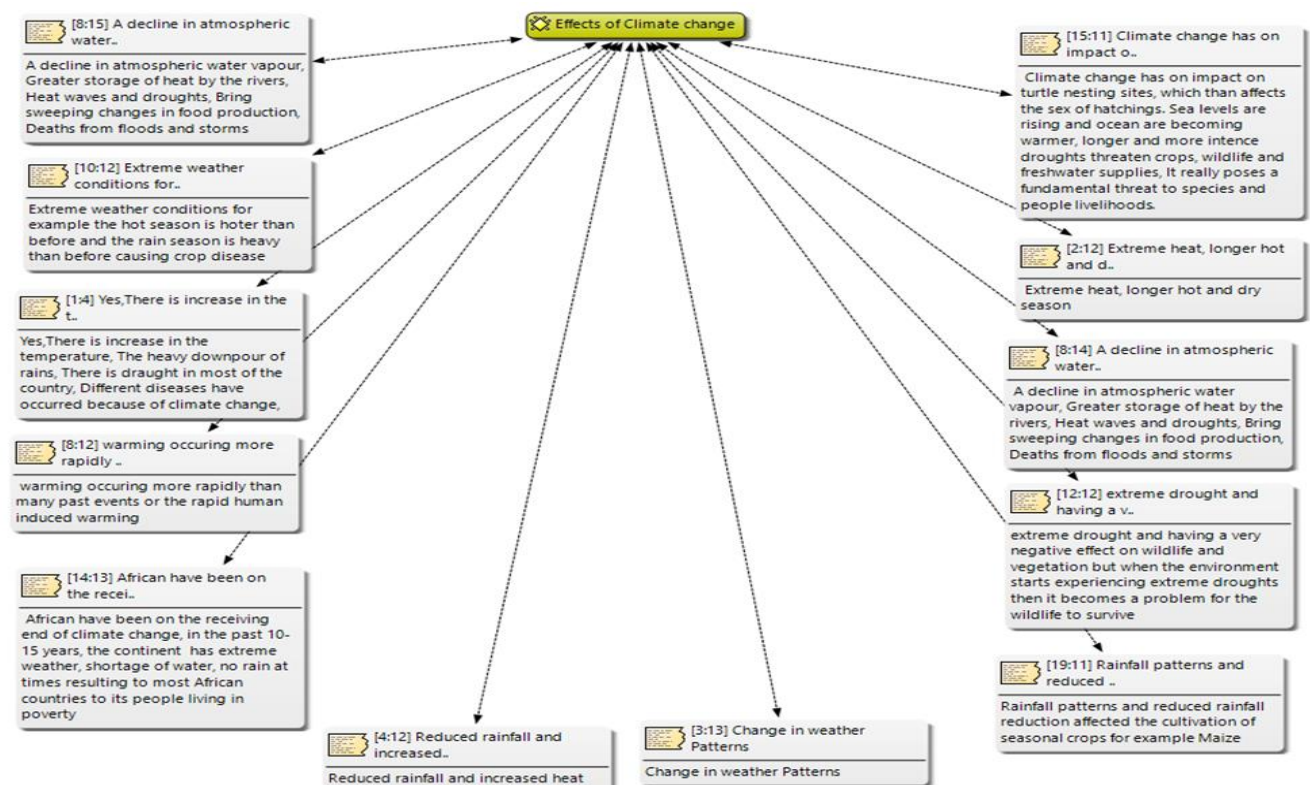 Effects of Climate change
[8:15] A decline in atmospheric
water..
A decline in atmospheric water vapour,
Greater storage of heat by the rivers,
Heat waves and droughts, Bring
sweeping changes in food production,
Deaths from floods and storms
[10:12] Extreme weather
conditions for..
Extreme weather conditions for
example the hot season is hoter than
before and the rain season is heavy
than before causing crop disease
[1:4] Yes,There is increase in the
t..
Yes,There is increase in the
temperature, The heavy downpour of
rains, There is draught in most of the
country, Different diseases have
occurred because of climate change,
[8:12] warming occuring more
rapidly ..
warming occuring more rapidly than
many past events or the rapid human
induced warming
[14:13] African have been on
the recei..
African have been on the receiving
end of climate change, in the past 10-
15 years, the continent has extreme
weather, shortage of water, no rain at
times resulting to most African
countries to its people living in
poverty
[4:12] Reduced rainfall and
increased..
Reduced rainfall and increased heat
[3:13] Change in weather
Patterns
Change in weather Patterns
[15:11] Climate change has on
impact o..
Climate change has on impact on
turtle nesting sites, which than affects
the sex of hatchings. Sea levels are
rising and ocean are becoming
warmer, longer and more intence
droughts threaten crops, wildlife and
freshwater supplies, It really poses a
fundamental threat to species and
people livelihoods.
[2:12] Extreme heat, longer hot
and d..
Extreme heat, longer hot and dry
season
[8:14] A decline in atmospheric
water..
A decline in atmospheric water
vapour, Greater storage of heat by the
rivers, Heat waves and droughts, Bring
sweeping changes in food production,
Deaths from floods and storms
[12:12] extreme drought and
having a v..
extreme drought and having a very
negative effect on wildlife and
vegetation but when the environment
starts experiencing extreme droughts
then it becomes a problem for the
wildlife to survive
[19:11] Rainfall patterns and
reduced ..
Rainfall patterns and reduced rainfall
reduction affected the cultivation of
seasonal crops for example Maize